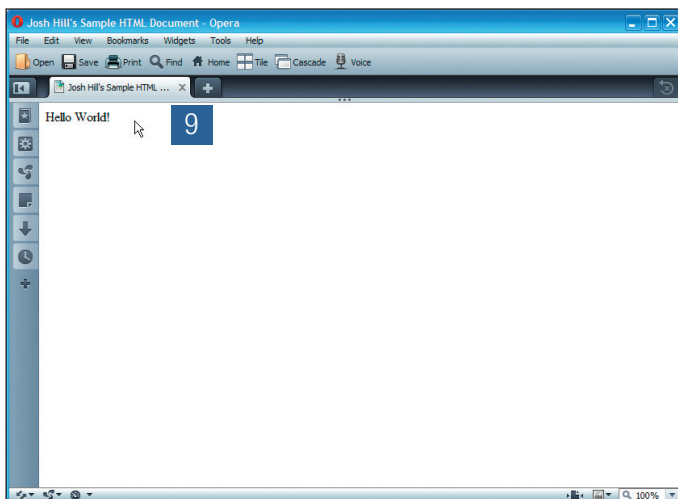 Josh Hill's Sample HTML Document - Opera
File Edit View Bookmarks Widgets Tools Help
Open Save Print Find Home Tile Cascade Voice
Josh Hill's Sample HTML ...
Hello World!
9
100%